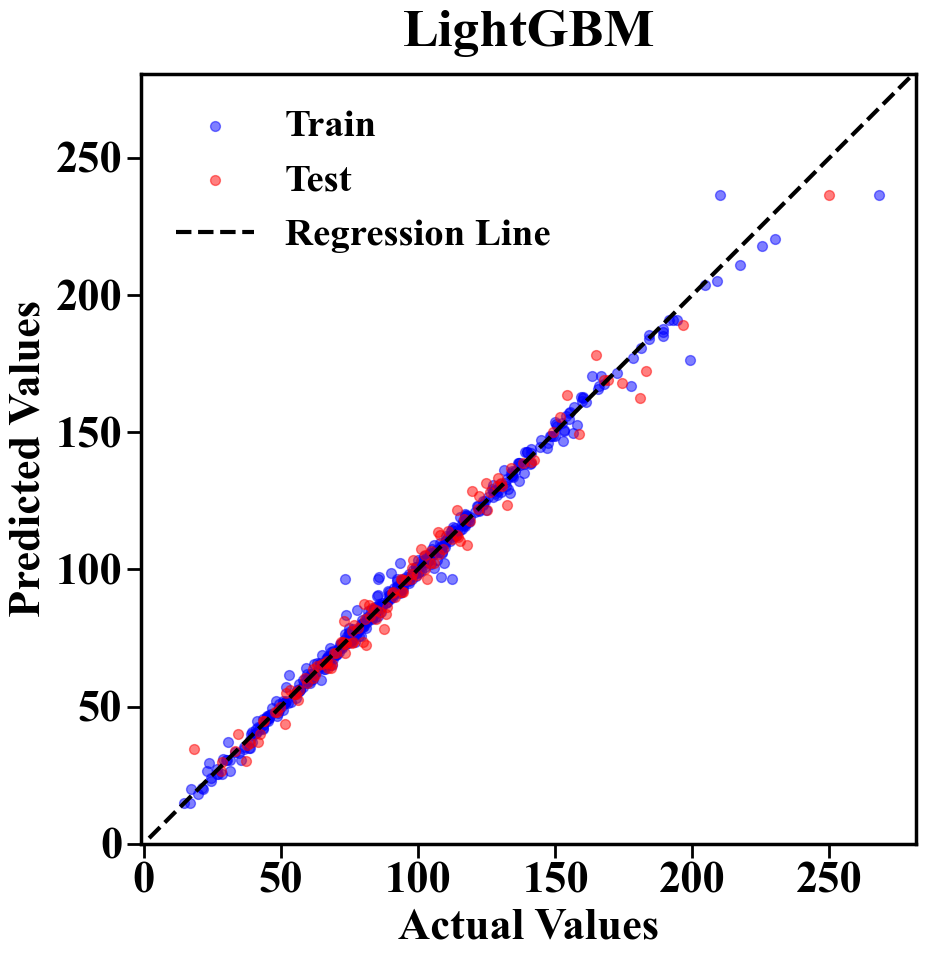 LightGBM
Train
Test
Regression Line
Predicted Values
250
200
150
100
50
0
0 50 100 150 200 250
Actual Values